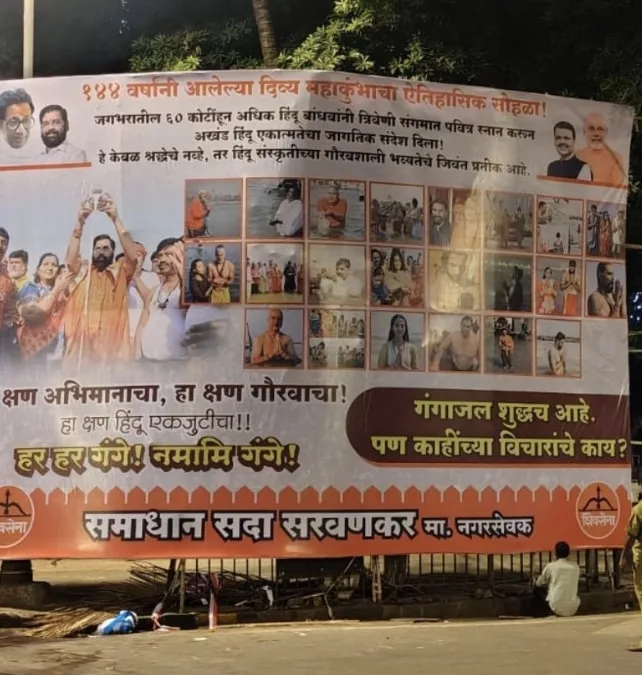 १४४ वर्षांनी आलेल्या दिव्य महाकुंभाचा ऐतिहासिक सोहळा!
जगभरातील ६० कोटींहून अधिक हिंदू बांधवांनी त्रिवेणी संगमात पवित्र स्नान करून
अखंड हिंदू एकात्मतेचा जागतिक संदेश दिला!
हे केवळ श्रद्धेचे नव्हे, तर हिंदू संस्कृतीच्या गौरवशाली भव्यतेचे जिवंत प्रतीक आहे.
क्षण अभिमानाचा, हा क्षण गौरवाचा!
हा क्षण हिंदू एकजुटीचा!!
हर हर गंगे! नमामि गंगे!
गंगाजल शुद्धच आहे.
पण काहींच्या विचारांचे काय?
समाधान सदा सरवणकर मा. नगरसेवक
शिवसेना